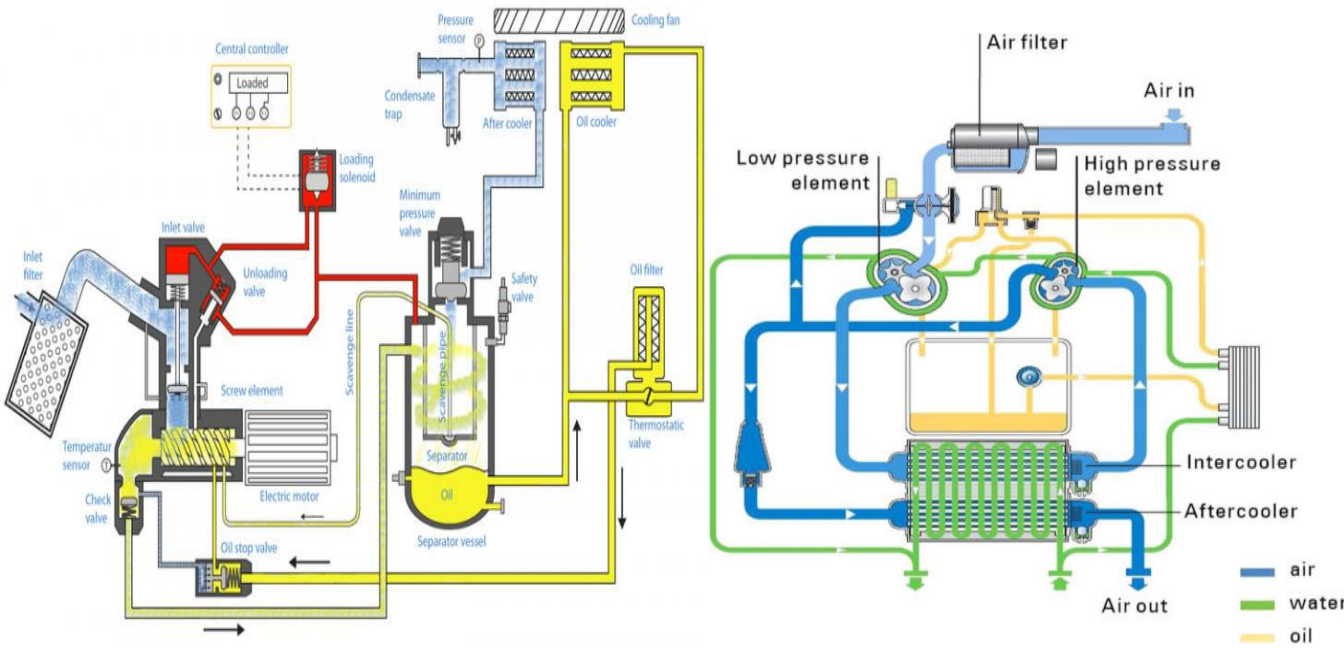 Pressure
sensor
Cooling fan
Central controller
Loaded
P
Condensate
trap
After cooler
Oil cooler
Loading
solenoid
Minimum
pressure
valve
Inlet valve
Inlet
filter
Unloading
valve
Safety
valve
Oil filter
Scavenge line
Scavenge pipe
Screw element
Thermostatic
valve
Temperatur
sensor
T
Separator
Oil
Electric motor
Check
valve
Separator vessel
Oil stop valve
Air filter
Air in
Low pressure
element
High pressure
element
Intercooler
Aftercooler
Air out
air
water
oil